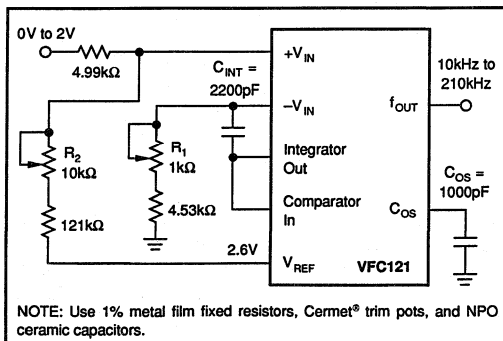 0V to 2V
4.99kΩ
+V_IN
C_INT =
2200pF
10kHz to
210kHz
–V_IN
f_OUT
R_2
10kΩ
R_1
1kΩ
Integrator
Out
C_OS =
1000pF
4.53kΩ
Comparator
In
C_OS
121kΩ
2.6V
V_REF
VFC121
NOTE: Use 1% metal film fixed resistors, Cermet® trim pots, and NPO
ceramic capacitors.